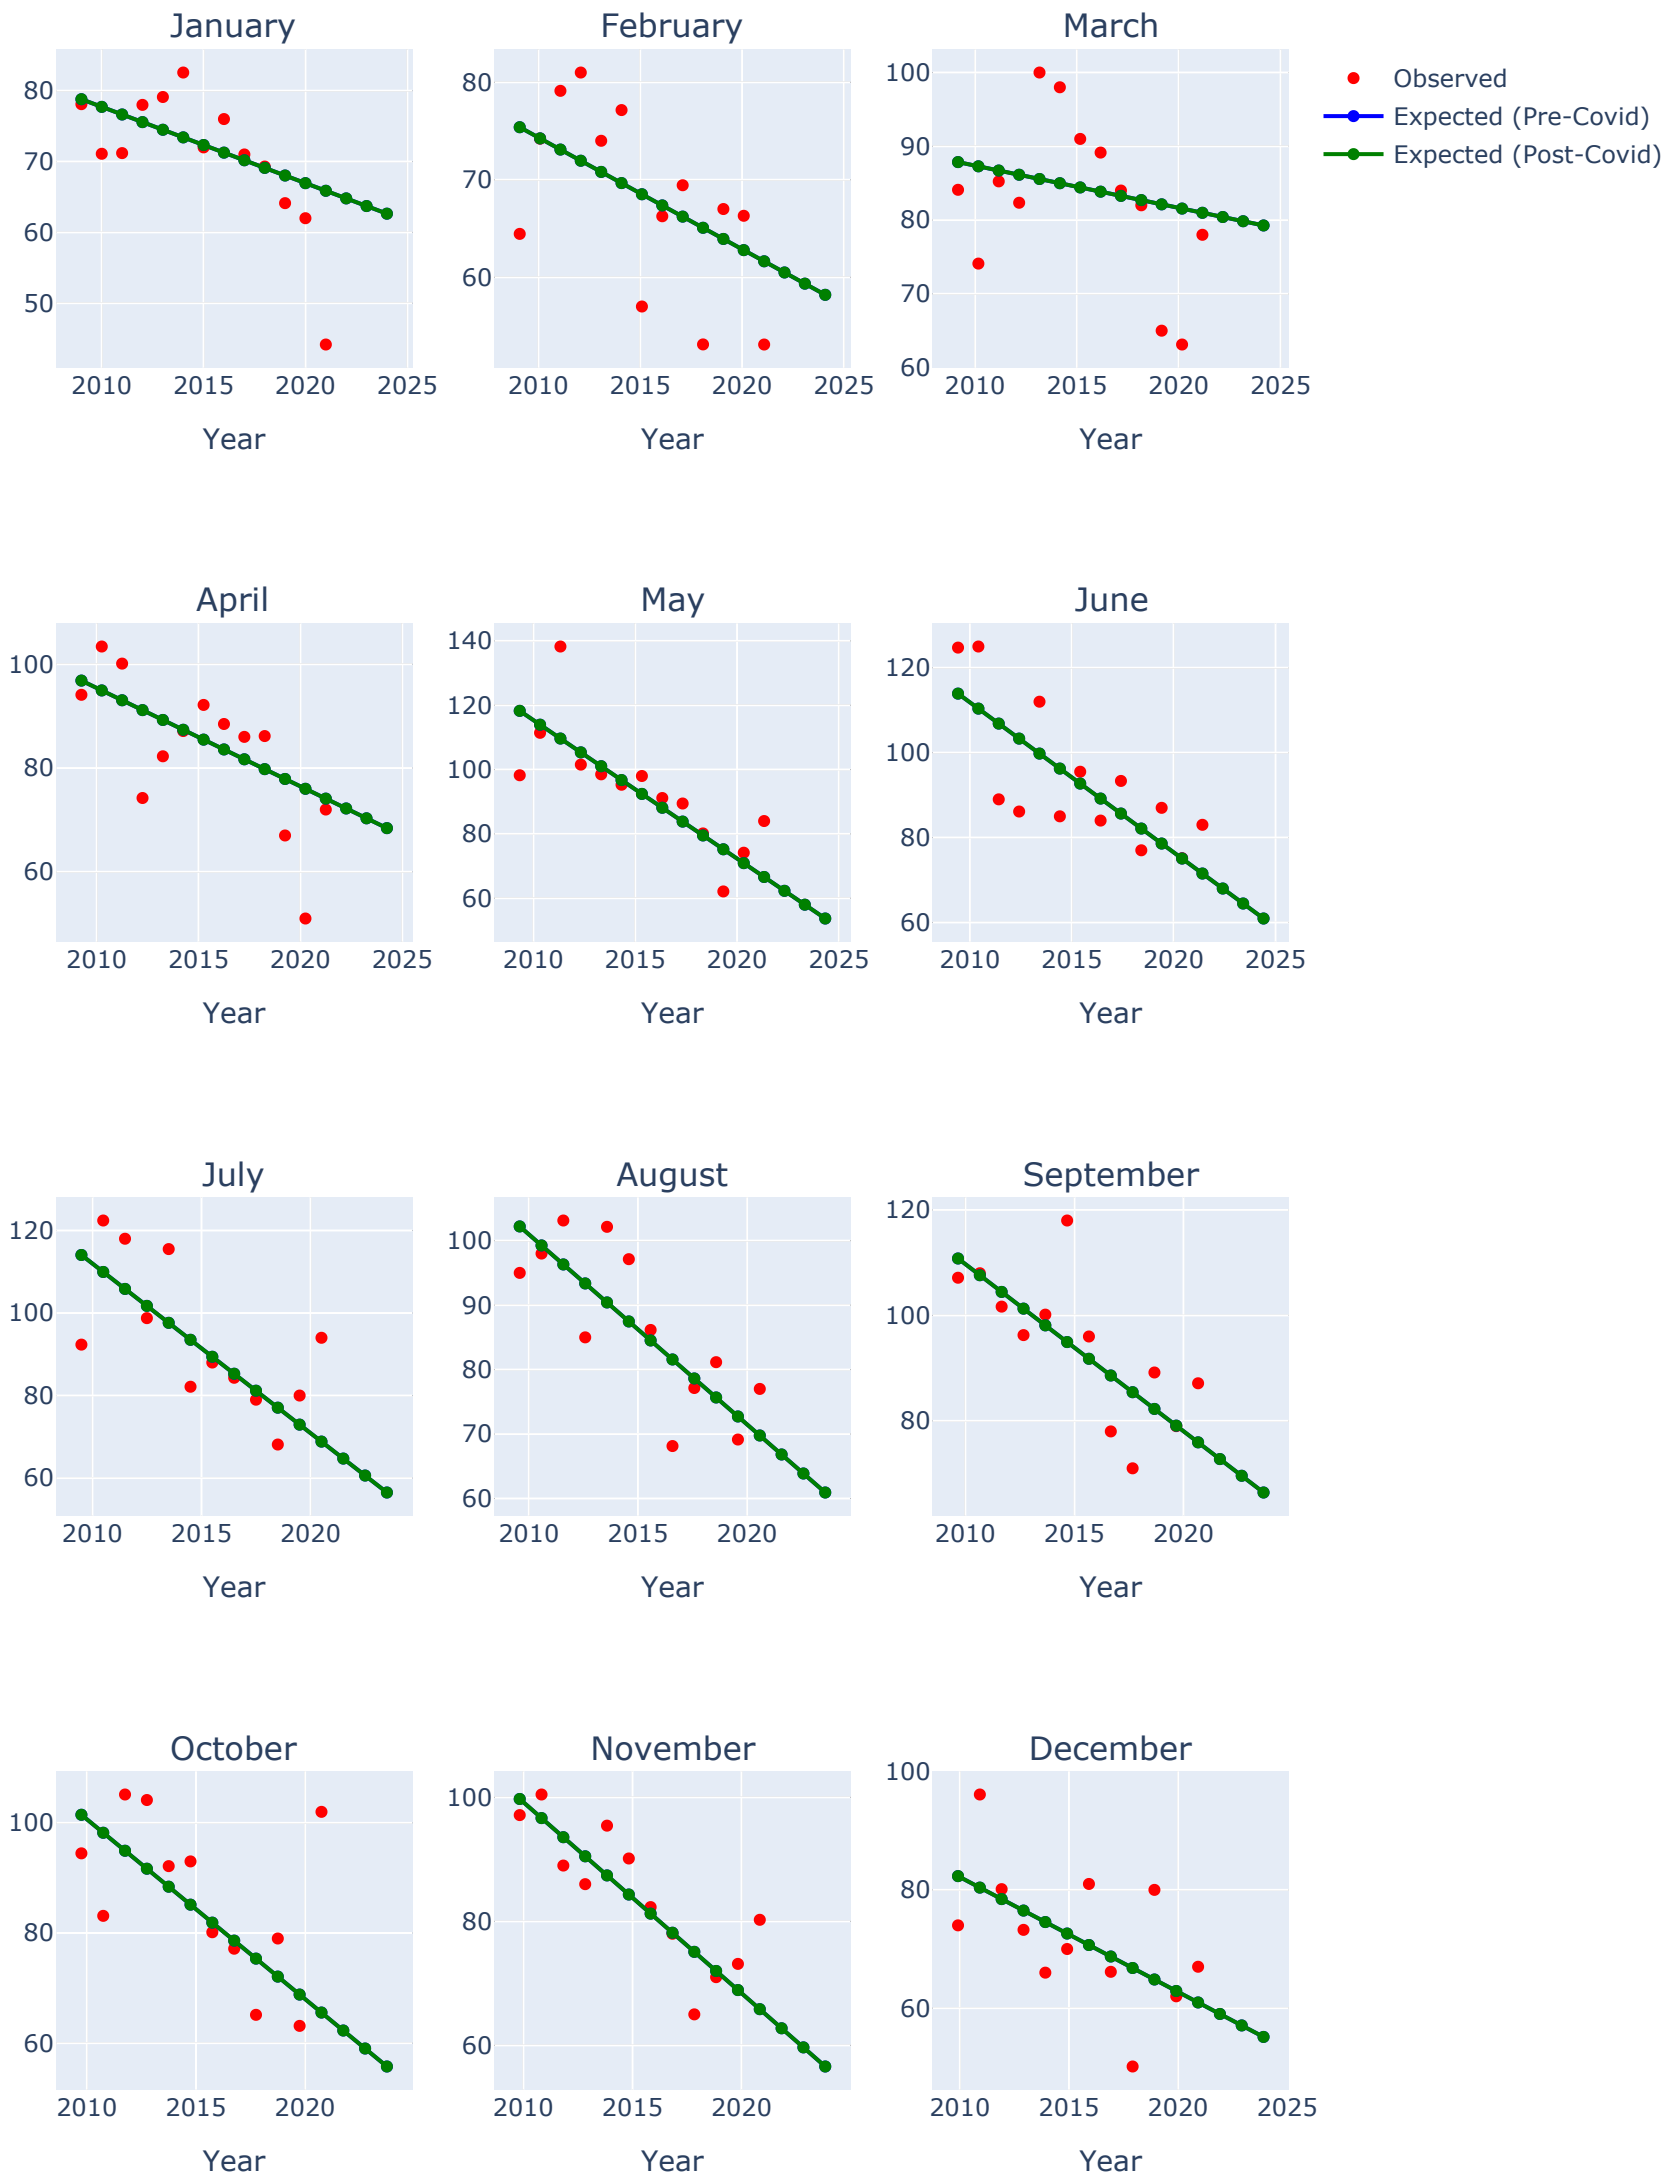 January February March
80
70
60
50
2010 2015 2020 2025
Year
80
70
60
2010 2015 2020 2025
Year
100
90
80
70
60
2010 2015 2020 2025
Year
Observed
Expected (Pre-Covid)
Expected (Post-Covid)
April May June
100
80
60
2010 2015 2020 2025
Year
140
120
100
80
60
2010 2015 2020 2025
Year
120
100
80
60
2010 2015 2020 2025
Year
July August September
120
100
80
60
2010 2015 2020
Year
100
90
80
70
60
2010 2015 2020
Year
120
100
80
2010 2015 2020
Year
October November December
100
80
60
2010 2015 2020
Year
100
80
60
2010 2015 2020
Year
100
80
60
2010 2015 2020 2025
Year